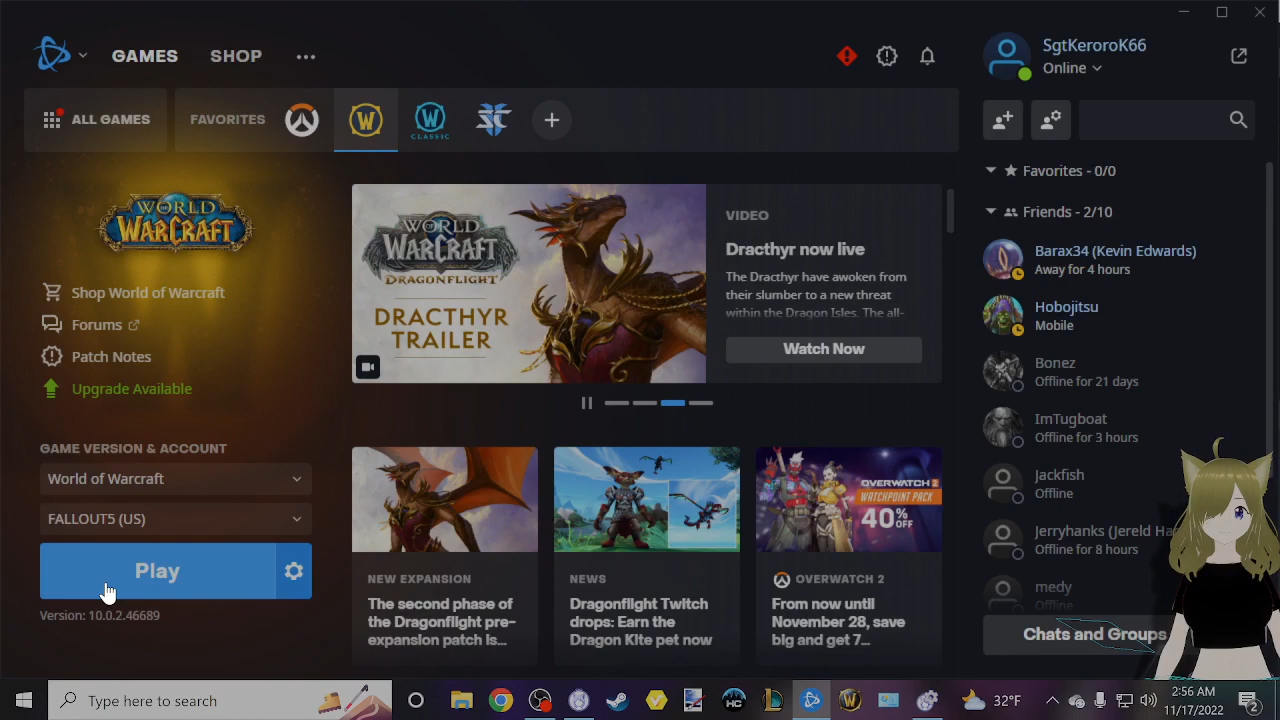 GAMES
SHOP
SgtKeroroK66
Online
ALL GAMES
FAVORITES
W
W
CLASSIC
WORLD
OF
WARCRAFT
Shop World of Warcraft
Forums
Patch Notes
Upgrade Available
GAME VERSION & ACCOUNT
World of Warcraft
FALLOUT5 (US)
Play
Version: 10.0.2.46689
WORLD
OF
WARCRAFT
DRAGONFLIGHT
DRACTHYR
TRAILER
VIDEO
Dracthyr now live
The Dracthyr have awoken from
their slumber to a new threat
within the Dragon Isles. The all-
Watch Now
NEW EXPANSION
The second phase of
the Dragonflight pre-
expansion patch is...
NEWS
Dragonflight Twitch
drops: Earn the
Dragon Kite pet now
OVERWATCH 2
WATCHPOINT PACK
40%
OFF
OVERWATCH 2
From now until
November 28, save
big and get 7...
Favorites - 0/0
Friends - 2/10
Barax34 (Kevin Edwards)
Away for 4 hours
Hobojitsu
Mobile
Bonez
Offline for 21 days
ImTugboat
Offline for 3 hours
Jackfish
Offline
Jerryhanks (Jereld Ha
Offline for 8 hours
medy
Offline
Chats and Groups
Type here to search
HC
W
32°F
2:56 AM
11/17/2022
2